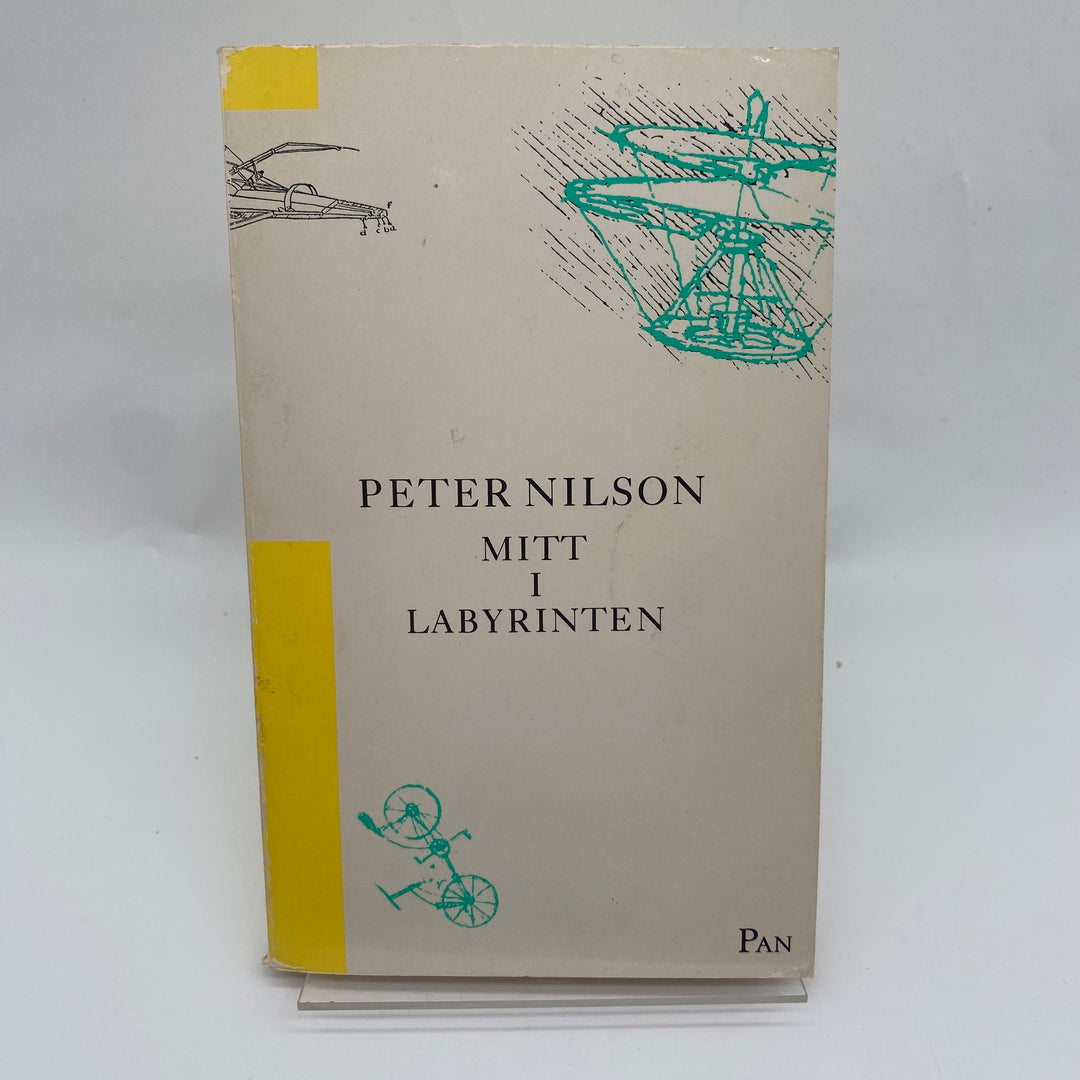 f
d c b a
PETER NILSON
MITT
I
LABYRINTEN
PAN